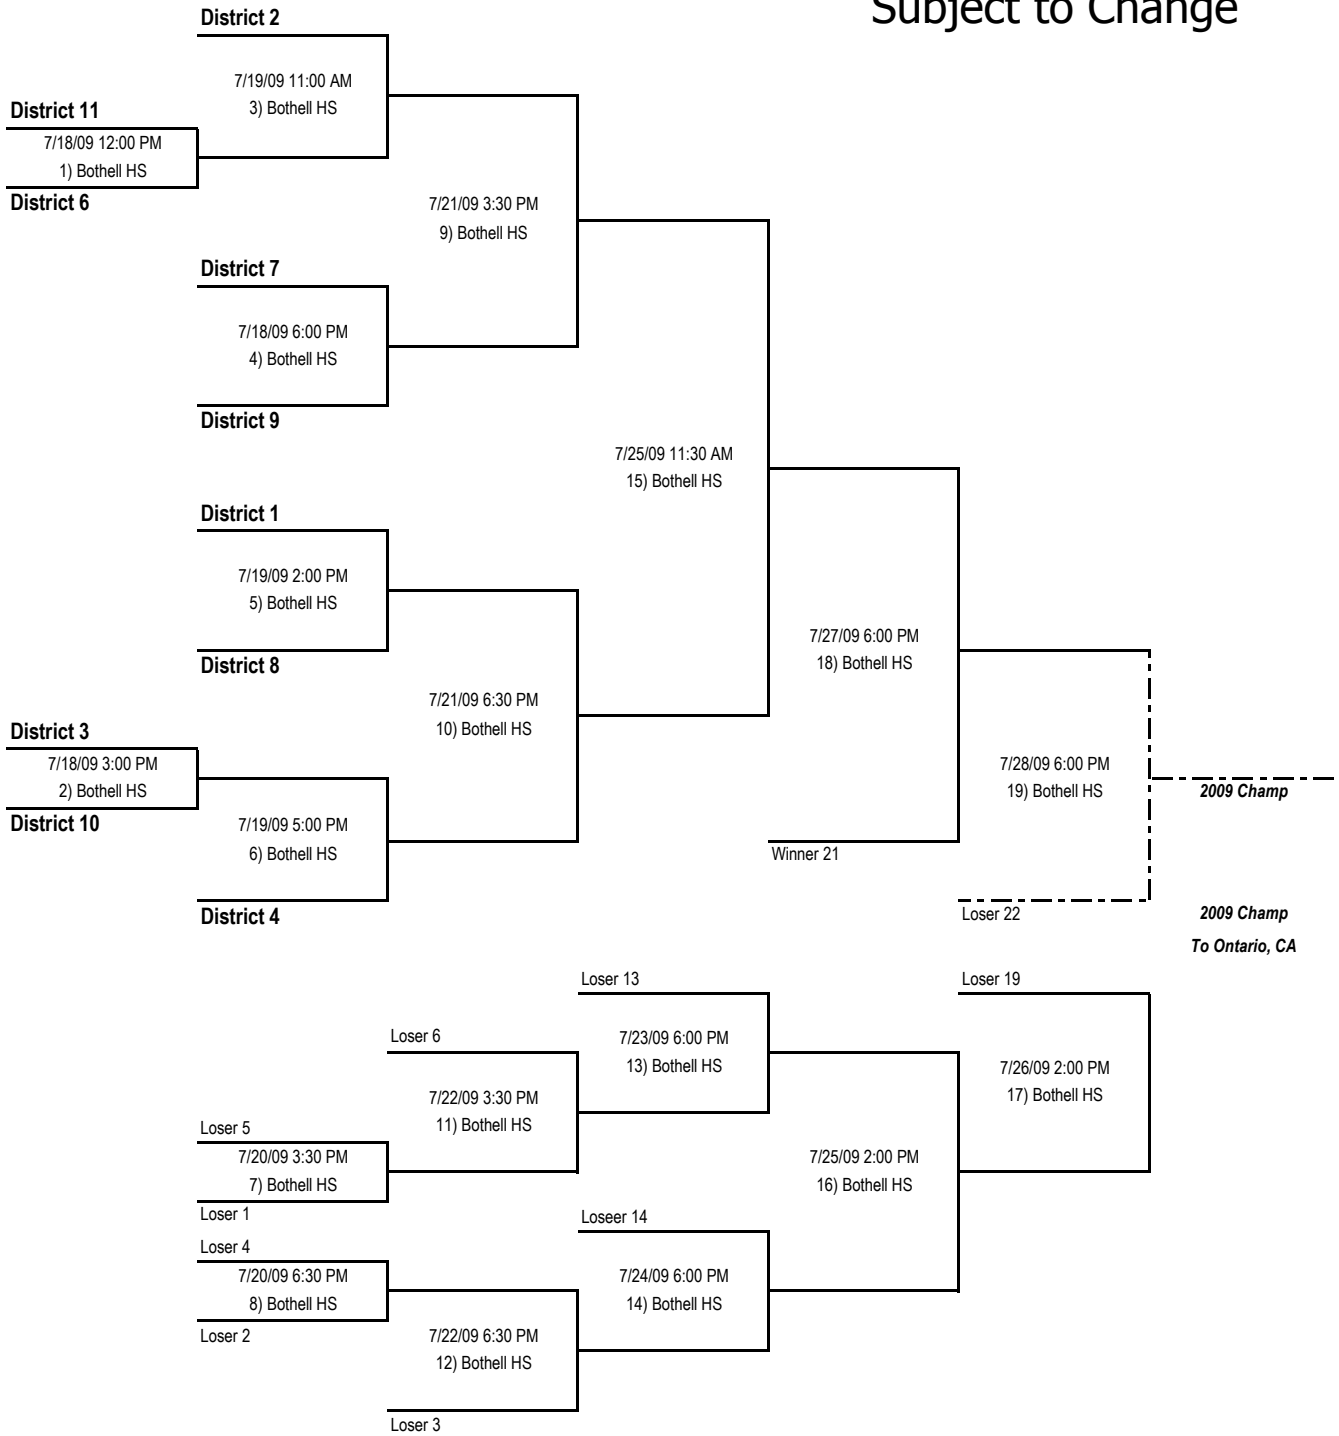 Subject to Change
District 2
7/19/09 11:00 AM
3) Bothell HS
District 11
7/18/09 12:00 PM
1) Bothell HS
District 6
7/21/09 3:30 PM
9) Bothell HS
District 7
7/18/09 6:00 PM
4) Bothell HS
District 9
7/25/09 11:30 AM
15) Bothell HS
District 1
7/19/09 2:00 PM
5) Bothell HS
District 8
7/27/09 6:00 PM
18) Bothell HS
7/21/09 6:30 PM
10) Bothell HS
District 3
7/18/09 3:00 PM
2) Bothell HS
District 10
7/19/09 5:00 PM
6) Bothell HS
District 4
7/28/09 6:00 PM
19) Bothell HS
2009 Champ
Winner 21
Loser 22
2009 Champ
To Ontario, CA
Loser 13
Loser 19
Loser 6
7/23/09 6:00 PM
13) Bothell HS
7/26/09 2:00 PM
17) Bothell HS
7/22/09 3:30 PM
11) Bothell HS
Loser 5
7/20/09 3:30 PM
7) Bothell HS
Loser 1
7/25/09 2:00 PM
16) Bothell HS
Loseer 14
Loser 4
7/20/09 6:30 PM
8) Bothell HS
Loser 2
7/24/09 6:00 PM
14) Bothell HS
7/22/09 6:30 PM
12) Bothell HS
Loser 3